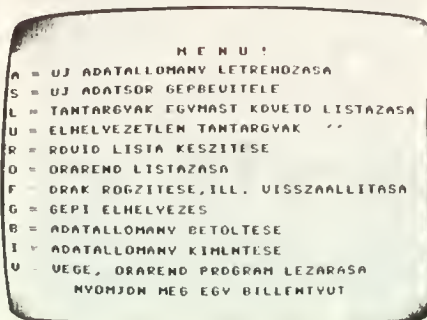 M E N U !
A = UJ ADATALLOMANY LETREHOZASA
S = UJ ADATSOR GEPBEVITELE
L = TANTARGYAK EGYMAST KOVETO LISTAZASA
U = ELHELYEZETLEN TANTARGYAK ''
R = ROVID LISTA KESZITESE
O = ORAREND LISTAZASA
F ORAK ROGZITESE, ILL. VISSZAALLITASA
G = GEPI ELHELYEZES
B = ADATALLOMANY BETOLTESE
I = ADATALLOMANY KIMENTESE
V - VEGE, ORAREND PROGRAM LEZARASA
NYOMJON MEG EGY BILLENTYUT